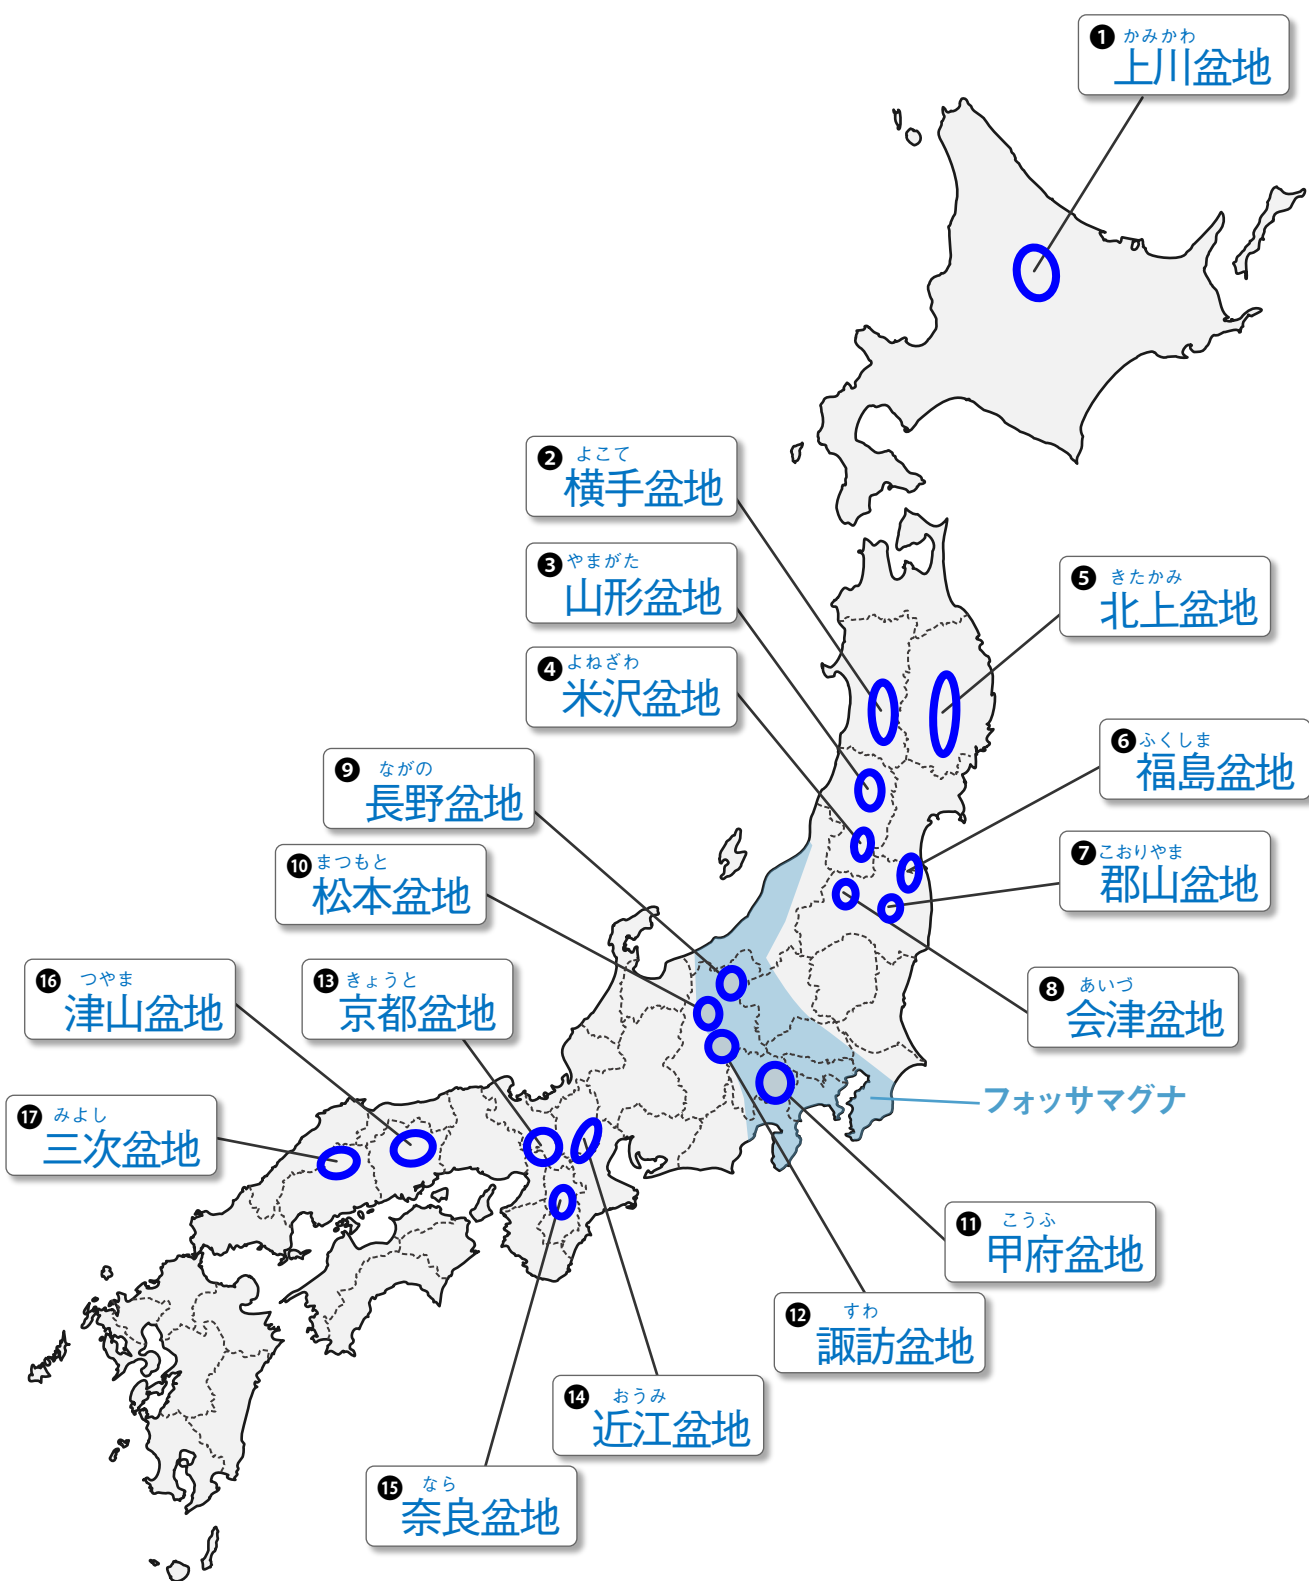 ❶ かみかわ
上川盆地
❷ よこて
横手盆地
❸ やまがた
山形盆地
❹ よねざわ
米沢盆地
❺ きたかみ
北上盆地
❻ ふくしま
福島盆地
❼ こおりやま
郡山盆地
❽ あいづ
会津盆地
❾ ながの
長野盆地
❿ まつもと
松本盆地
⓫ こうふ
甲府盆地
⓬ すわ
諏訪盆地
⓭ きょうと
京都盆地
⓮ おうみ
近江盆地
⓯ なら
奈良盆地
⓰ つやま
津山盆地
⓱ みよし
三次盆地
フォッサマグナ